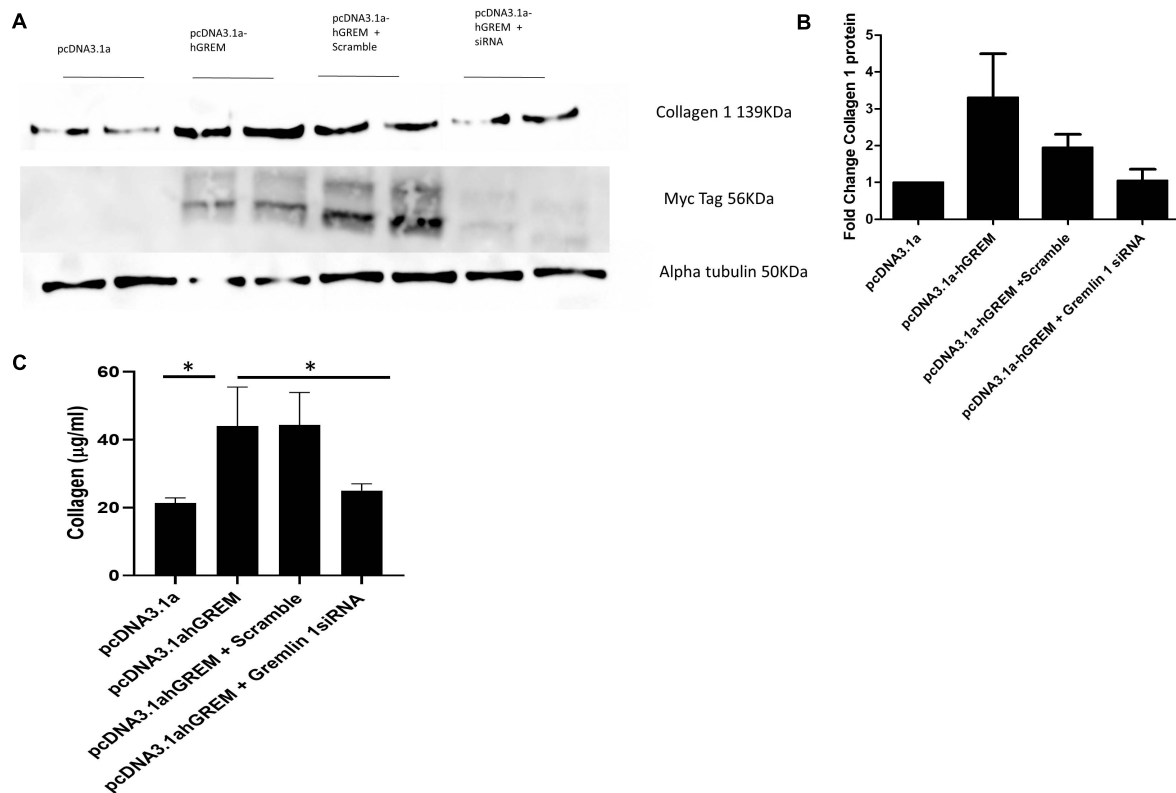 A
pcDNA3.1a
pcDNA3.1a-
hGREM
pcDNA3.1a-
hGREM +
Scramble
pcDNA3.1a-
hGREM +
siRNA
Collagen 1 139KDa
Myc Tag 56KDa
Alpha tubulin 50KDa
B
Fold Change Collagen 1 protein
5
4
3
2
1
0
pcDNA3.1a
pcDNA3.1a-hGREM
pcDNA3.1a-hGREM +Scramble
pcDNA3.1a-hGREM + Gremlin 1 siRNA
C
Collagen (μg/ml)
60
40
20
0
*
*
pcDNA3.1a
pcDNA3.1ahGREM
pcDNA3.1ahGREM + Scramble
pcDNA3.1ahGREM + Gremlin 1siRNA